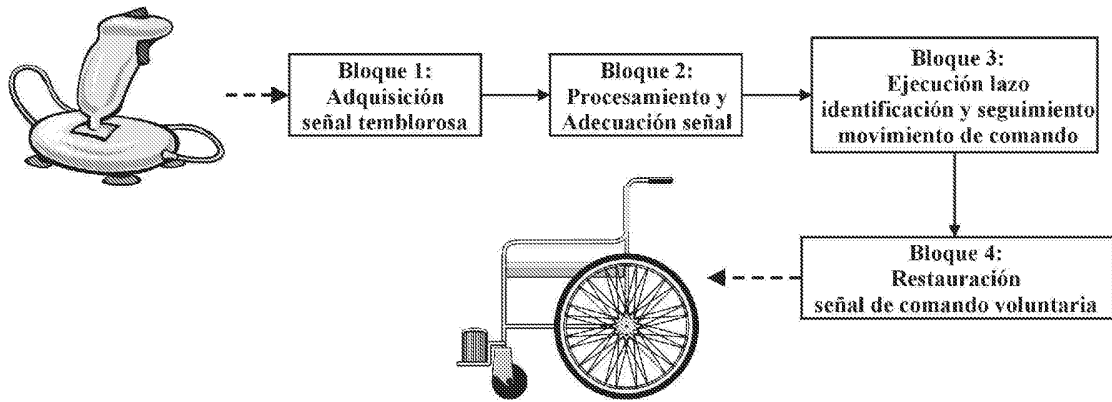 Bloque 1:
Adquisición
señal temblorosa
Bloque 2:
Procesamiento y
Adecuación señal
Bloque 3:
Ejecución lazo
identificación y seguimiento
movimiento de comando
Bloque 4:
Restauración
señal de comando voluntaria